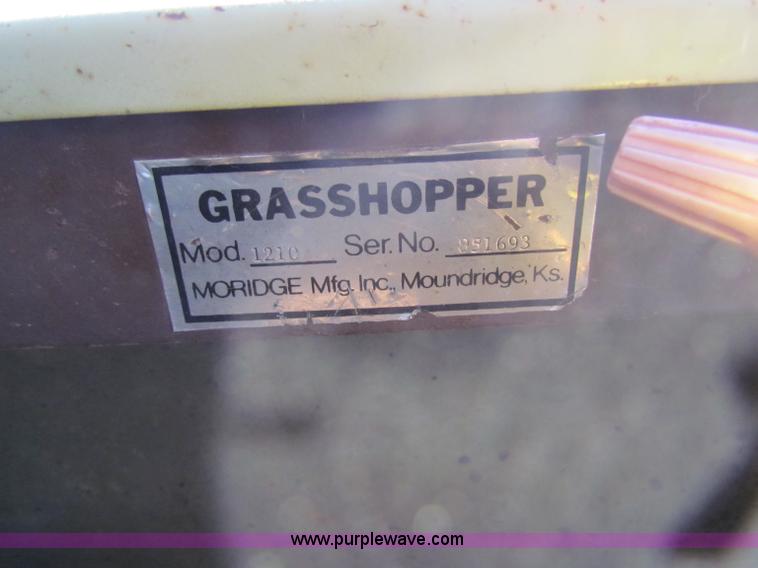 GRASSHOPPER
Mod. 1210 Ser. No. 851693
MORIDGE Mfg. Inc., Moundridge, Ks.
www.purplewave.com